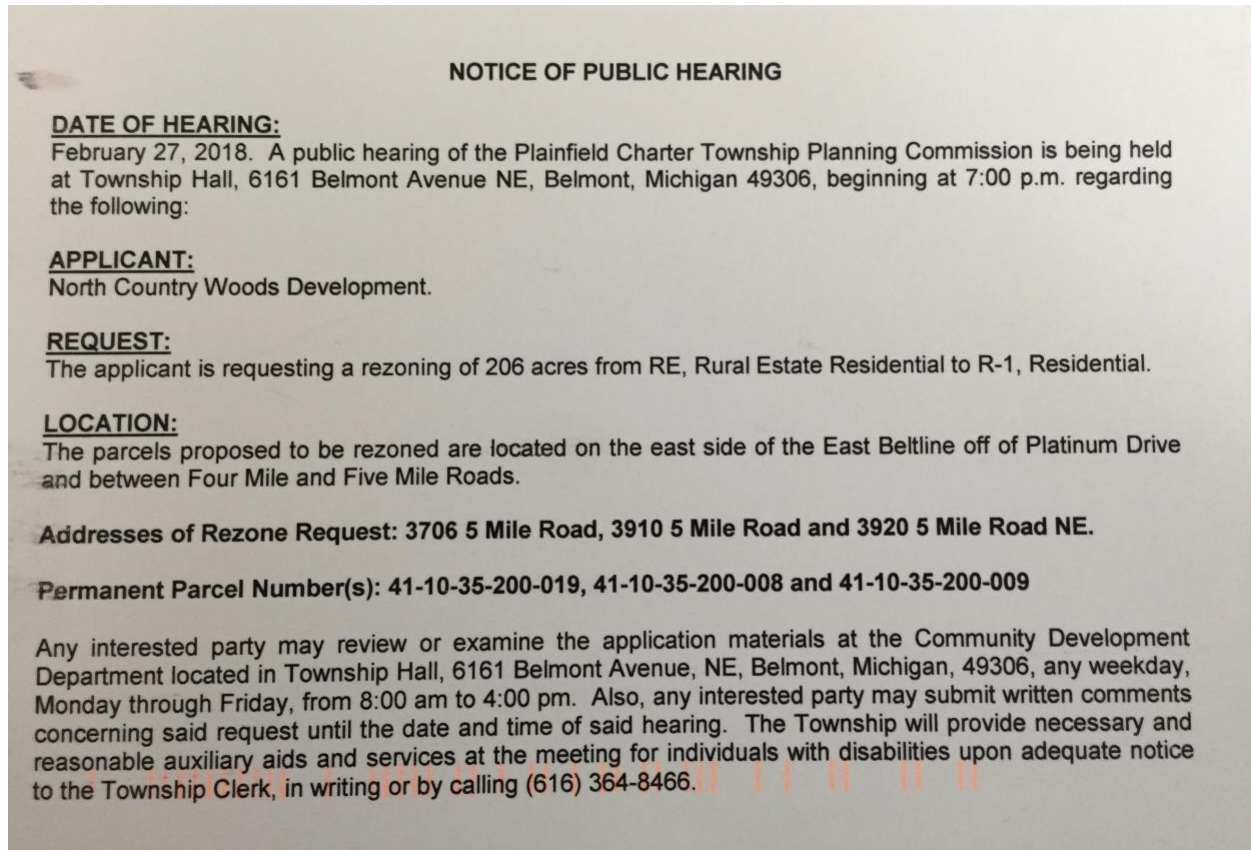 NOTICE OF PUBLIC HEARING
DATE OF HEARING:
February 27, 2018. A public hearing of the Plainfield Charter Township Planning Commission is being held
at Township Hall, 6161 Belmont Avenue NE, Belmont, Michigan 49306, beginning at 7:00 p.m. regarding
the following:
APPLICANT:
North Country Woods Development.
REQUEST:
The applicant is requesting a rezoning of 206 acres from RE, Rural Estate Residential to R-1, Residential.
LOCATION:
The parcels proposed to be rezoned are located on the east side of the East Beltline off of Platinum Drive
and between Four Mile and Five Mile Roads.
Addresses of Rezone Request: 3706 5 Mile Road, 3910 5 Mile Road and 3920 5 Mile Road NE.
Permanent Parcel Number(s): 41-10-35-200-019, 41-10-35-200-008 and 41-10-35-200-009
Any interested party may review or examine the application materials at the Community Development
Department located in Township Hall, 6161 Belmont Avenue, NE, Belmont, Michigan, 49306, any weekday,
Monday through Friday, from 8:00 am to 4:00 pm. Also, any interested party may submit written comments
concerning said request until the date and time of said hearing. The Township will provide necessary and
reasonable auxiliary aids and services at the meeting for individuals with disabilities upon adequate notice
to the Township Clerk, in writing or by calling (616) 364-8466.